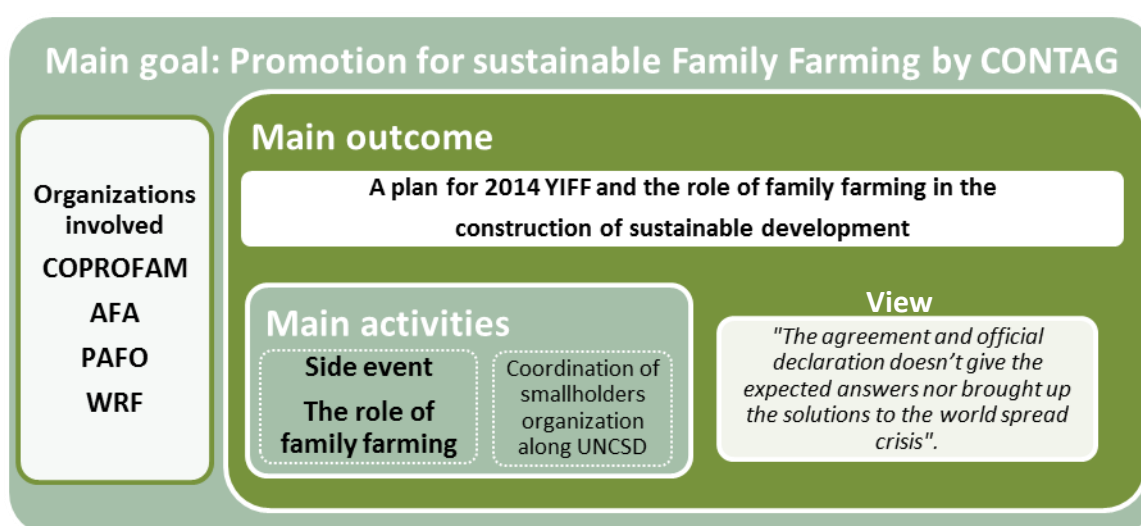 Main goal: Promotion for sustainable Family Farming by CONTAG
Organizations
involved
COPROFAM
AFA
PAFO
WRF
Main outcome
A plan for 2014 YIFF and the role of family farming in the
construction of sustainable development
Main activities
Side event
The role of
family farming
Coordination of
smallholders
organization
along UNCSD
View
"The agreement and official
declaration doesn’t give the
expected answers nor brought up
the solutions to the world spread
crisis".